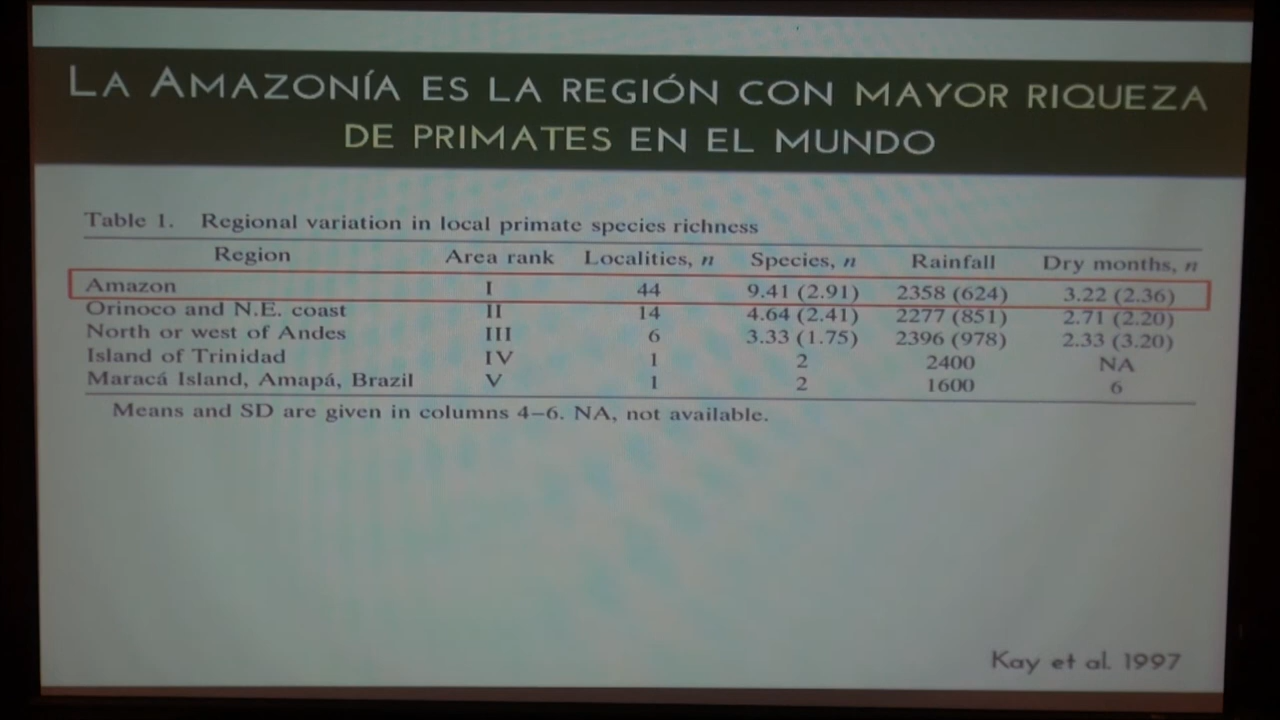 LA AMAZONÍA ES LA REGIÓN CON MAYOR RIQUEZA
DE PRIMATES EN EL MUNDO
Table 1. Regional variation in local primate species richness
Region Area rank Localities, n Species, n Rainfall Dry months, n
Amazon I 44 9.41 (2.91) 2358 (624) 3.22 (2.36)
Orinoco and N.E. coast II 14 4.64 (2.41) 2277 (851) 2.71 (2.20)
North or west of Andes III 6 3.33 (1.75) 2396 (978) 2.33 (3.20)
Island of Trinidad IV 1 2 2400 NA
Maracá Island, Amapá, Brazil V 1 2 1600 6
Means and SD are given in columns 4–6. NA, not available.
Kay et al. 1997